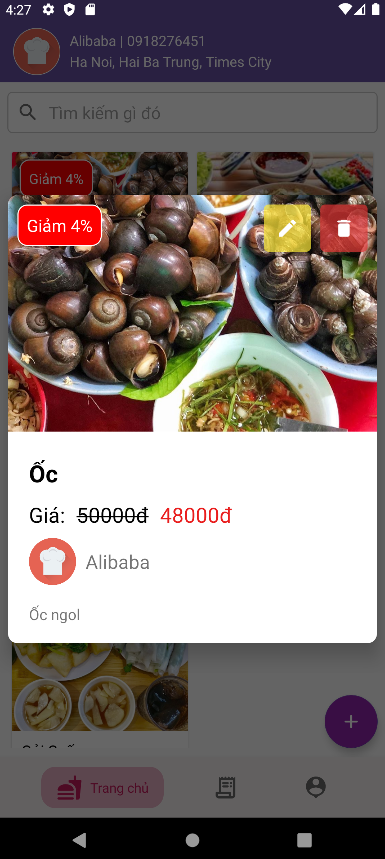 4:27
Alibaba | 0918276451
Ha Noi, Hai Ba Trung, Times City
Tìm kiếm gì đó
Giảm 4%
Giảm 4%
Ốc
Giá: 50000đ 48000đ
Alibaba
Ốc ngol
Trang chủ